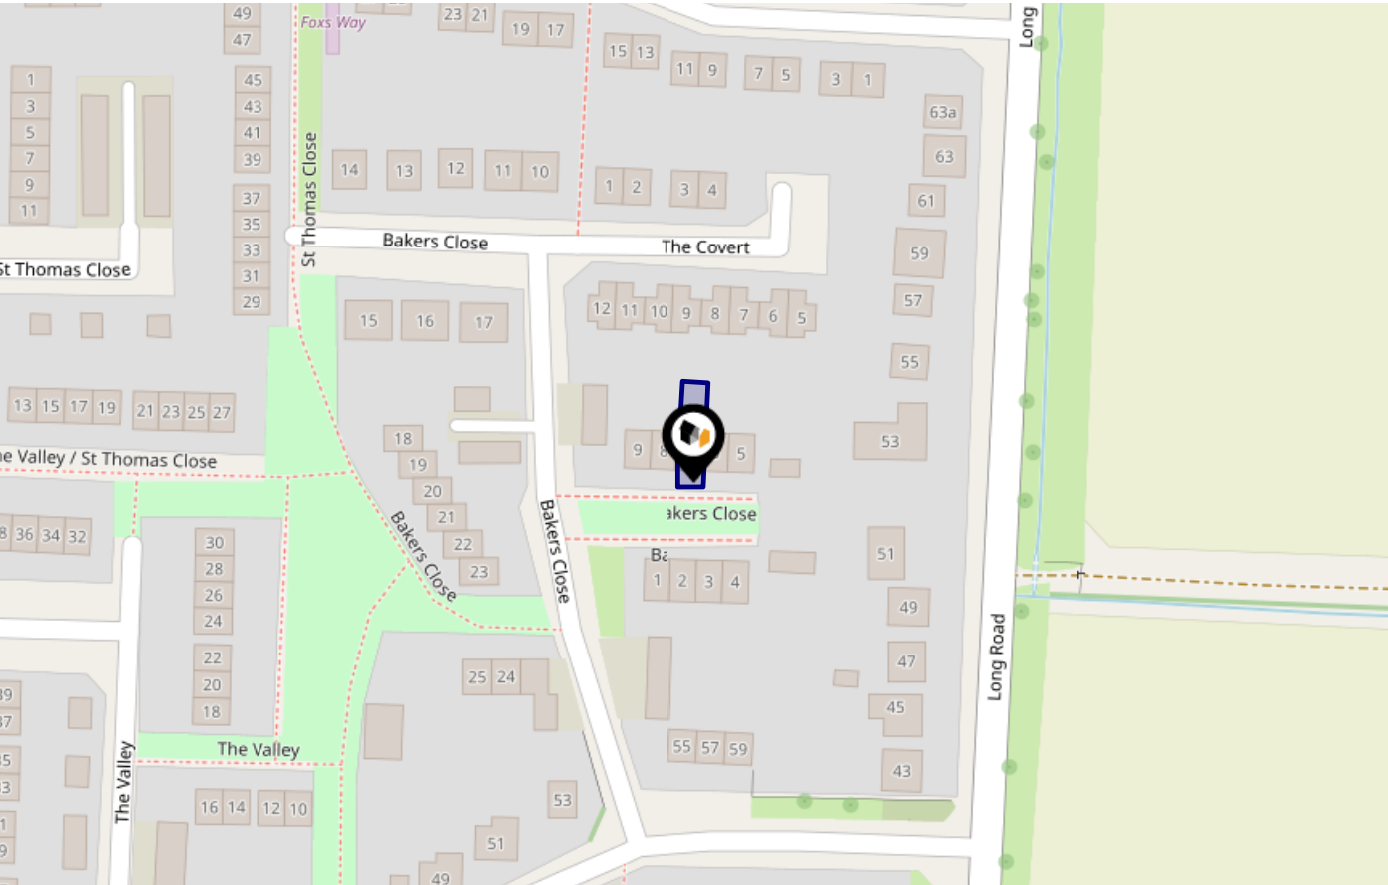 49
47
Foxs Way
23 21
19 17
15 13
11 9
7 5
3 1
Long
1
3
5
7
9
11
45
43
41
39
37
35
33
31
29
63a
63
61
59
57
55
53
St Thomas Close
14
13
12
11 10
1 2
3 4
Bakers Close
The Covert
St Thomas Close
15 16 17
12 11 10 9 8 7 6 5
13 15 17 19
21 23 25 27
18
19
20
21
22
23
9 8
5
The Valley / St Thomas Close
akers Close
Bakers Close
Bakers Close
Ba
1 2 3 4
36 34 32
30
28
26
24
22
20
18
51
49
47
45
43
Long Road
25 24
55 57 59
The Valley
The Valley
16 14
12 10
53
51
49